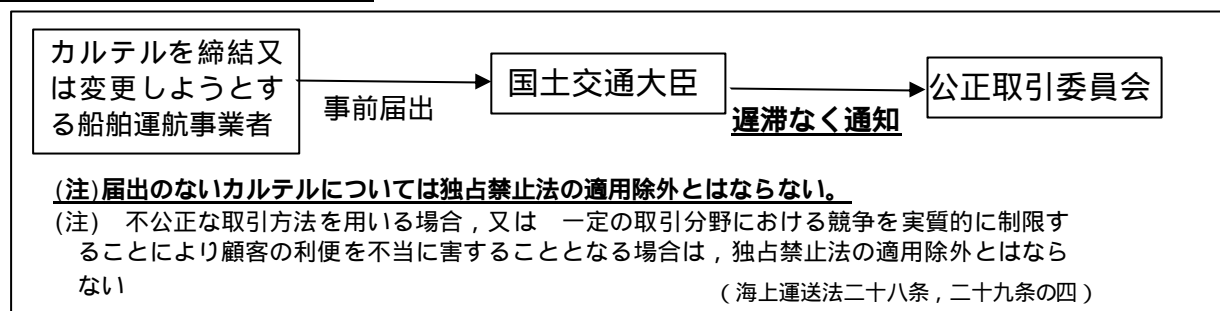 カルテルを締結又
は変更しようとす
る船舶運航事業者
事前届出
国土交通大臣
遅滞なく通知
公正取引委員会
(注)届出のないカルテルについては独占禁止法の適用除外とはならない。
(注) 不公正な取引方法を用いる場合,又は 一定の取引分野における競争を実質的に制限す
ることにより顧客の利便を不当に害することとなる場合は,独占禁止法の適用除外とはなら
ない
(海上運送法二十八条,二十九条の四)